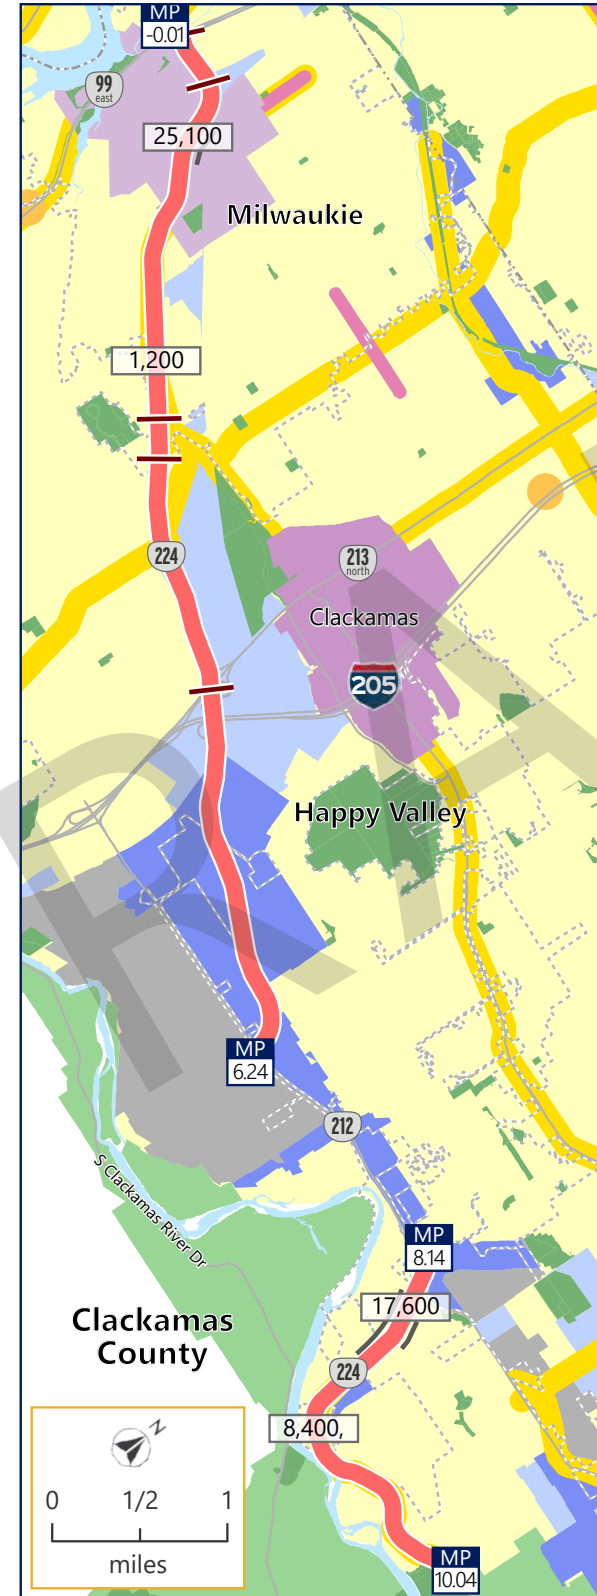 MP
-0.01
99
east
25,100
Milwaukie
1,200
224
213
north
Clackamas
205
Happy Valley
MP
6.24
212
S Clackamas River Dr
MP
8.14
17,600
Clackamas
County
224
8,400,
N
0 1/2 1
miles
MP
10.04